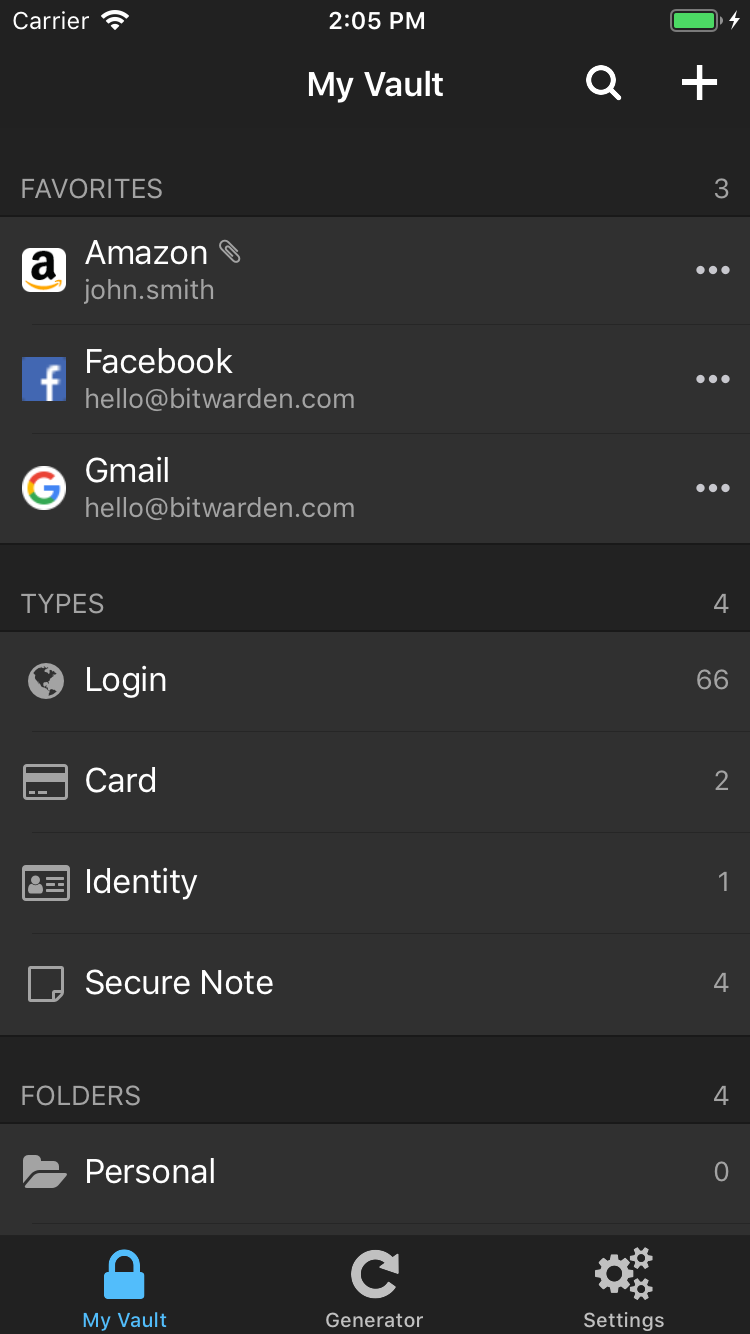 Carrier 2:05 PM
My Vault
FAVORITES 3
Amazon
john.smith
Facebook
hello@bitwarden.com
Gmail
hello@bitwarden.com
TYPES 4
Login 66
Card 2
Identity 1
Secure Note 4
FOLDERS 4
Personal 0
My Vault Generator Settings